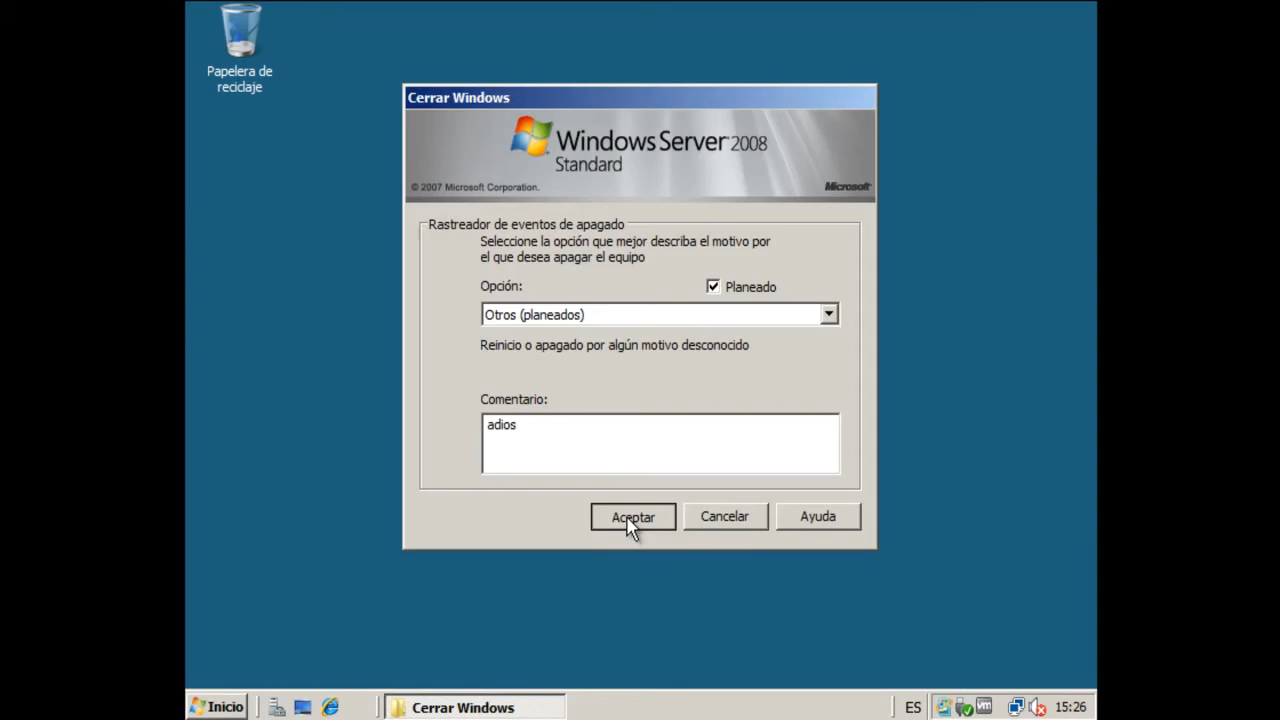 Papelera de
reciclaje
Cerrar Windows
Windows Server 2008
Standard
© 2007 Microsoft Corporation.
Microsoft
Rastreador de eventos de apagado
Seleccione la opción que mejor describa el motivo por
el que desea apagar el equipo
Opción:
Planeado
Otros (planeados)
Reinicio o apagado por algún motivo desconocido
Comentario:
adios
Aceptar
Cancelar
Ayuda
Inicio
Cerrar Windows
ES
vm
15:26